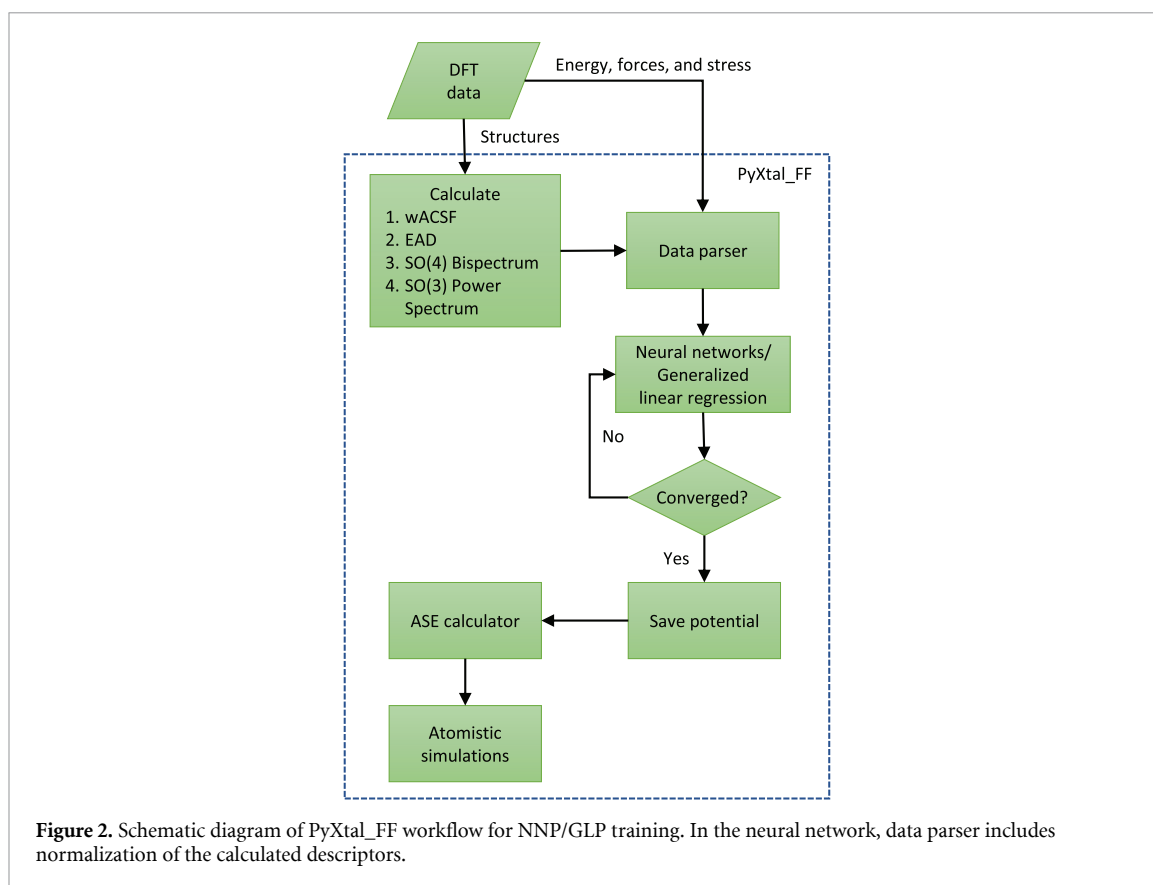 DFT
data
Energy, forces, and stress
Structures
PyXtal_FF
Calculate
1. wACSF
2. EAD
3. SO(4) Bispectrum
4. SO(3) Power
Spectrum
Data parser
Neural networks/
Generalized
linear regression
No
Converged?
Yes
ASE calculator
Save potential
Atomistic
simulations
Figure 2. Schematic diagram of PyXtal_FF workflow for NNP/GLP training. In the neural network, data parser includes
normalization of the calculated descriptors.